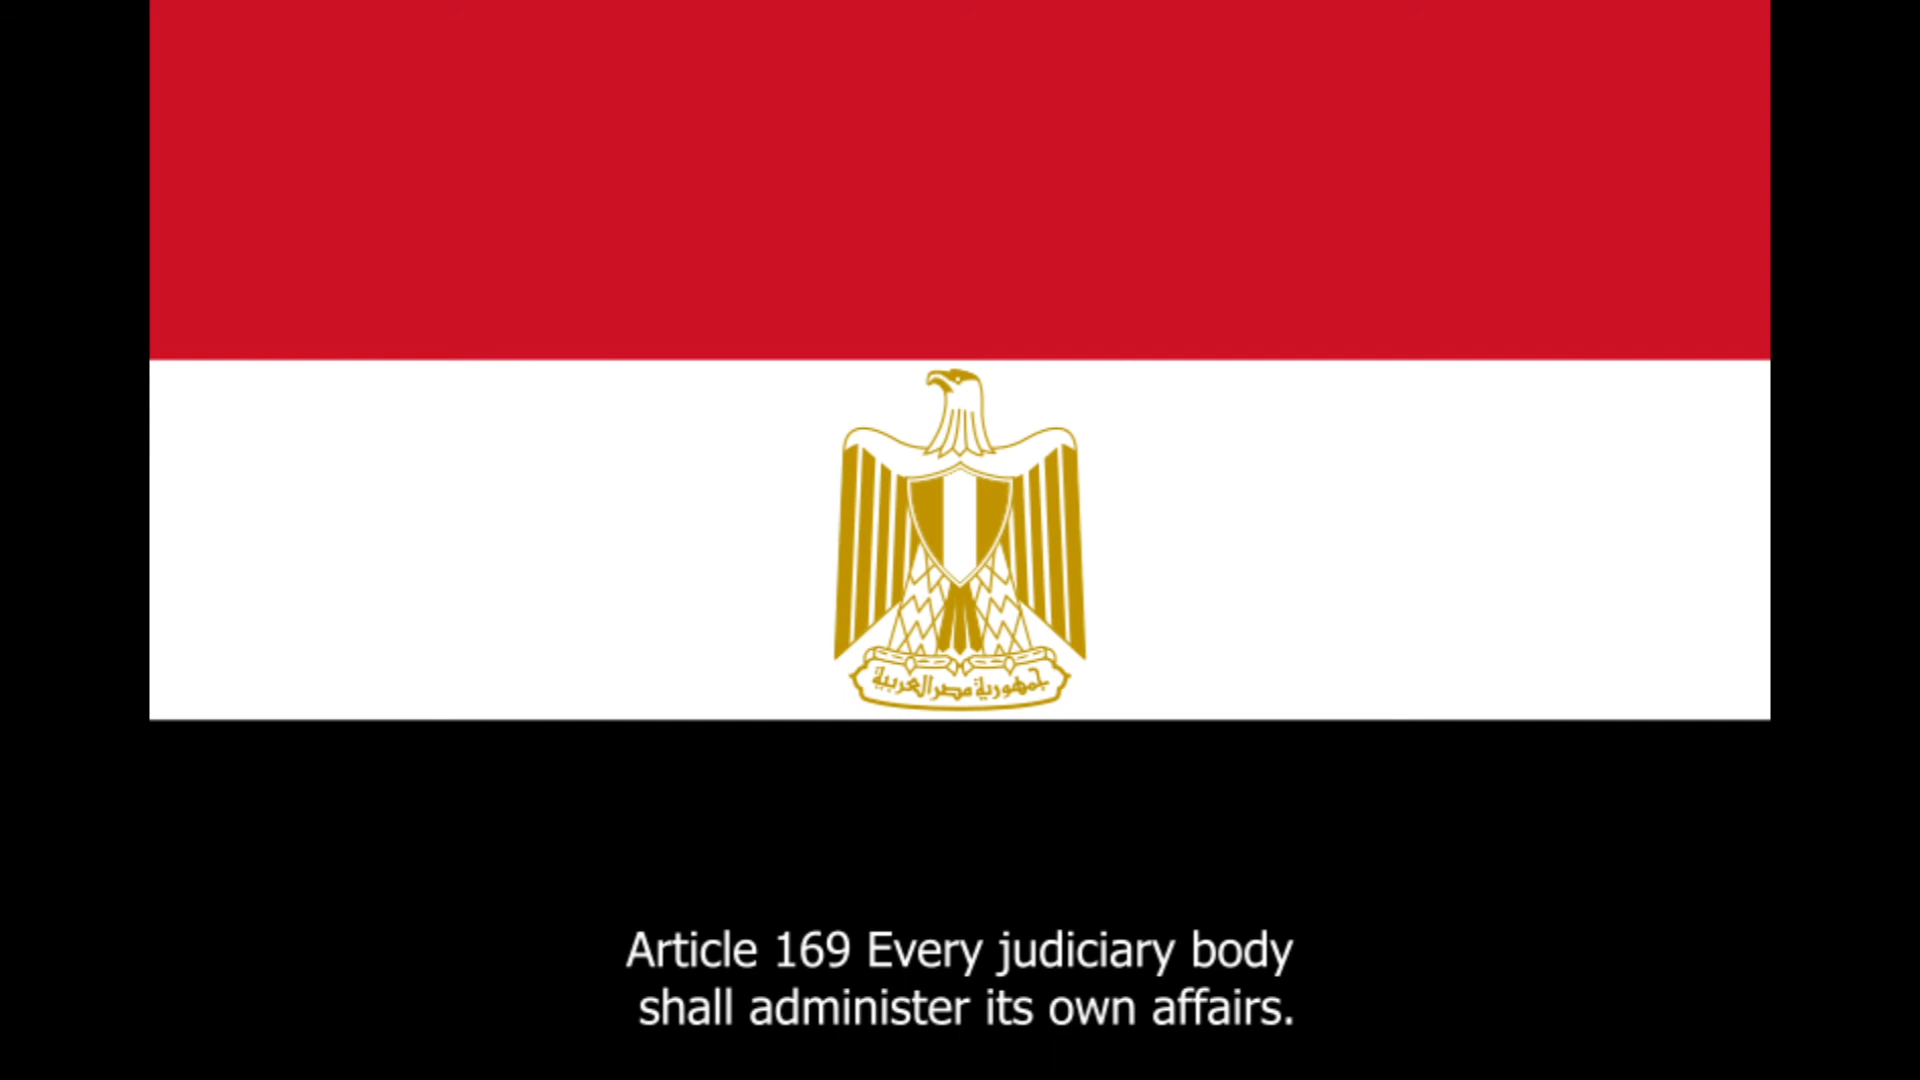 جمهورية مصر العربية
Article 169 Every judiciary body
shall administer its own affairs.